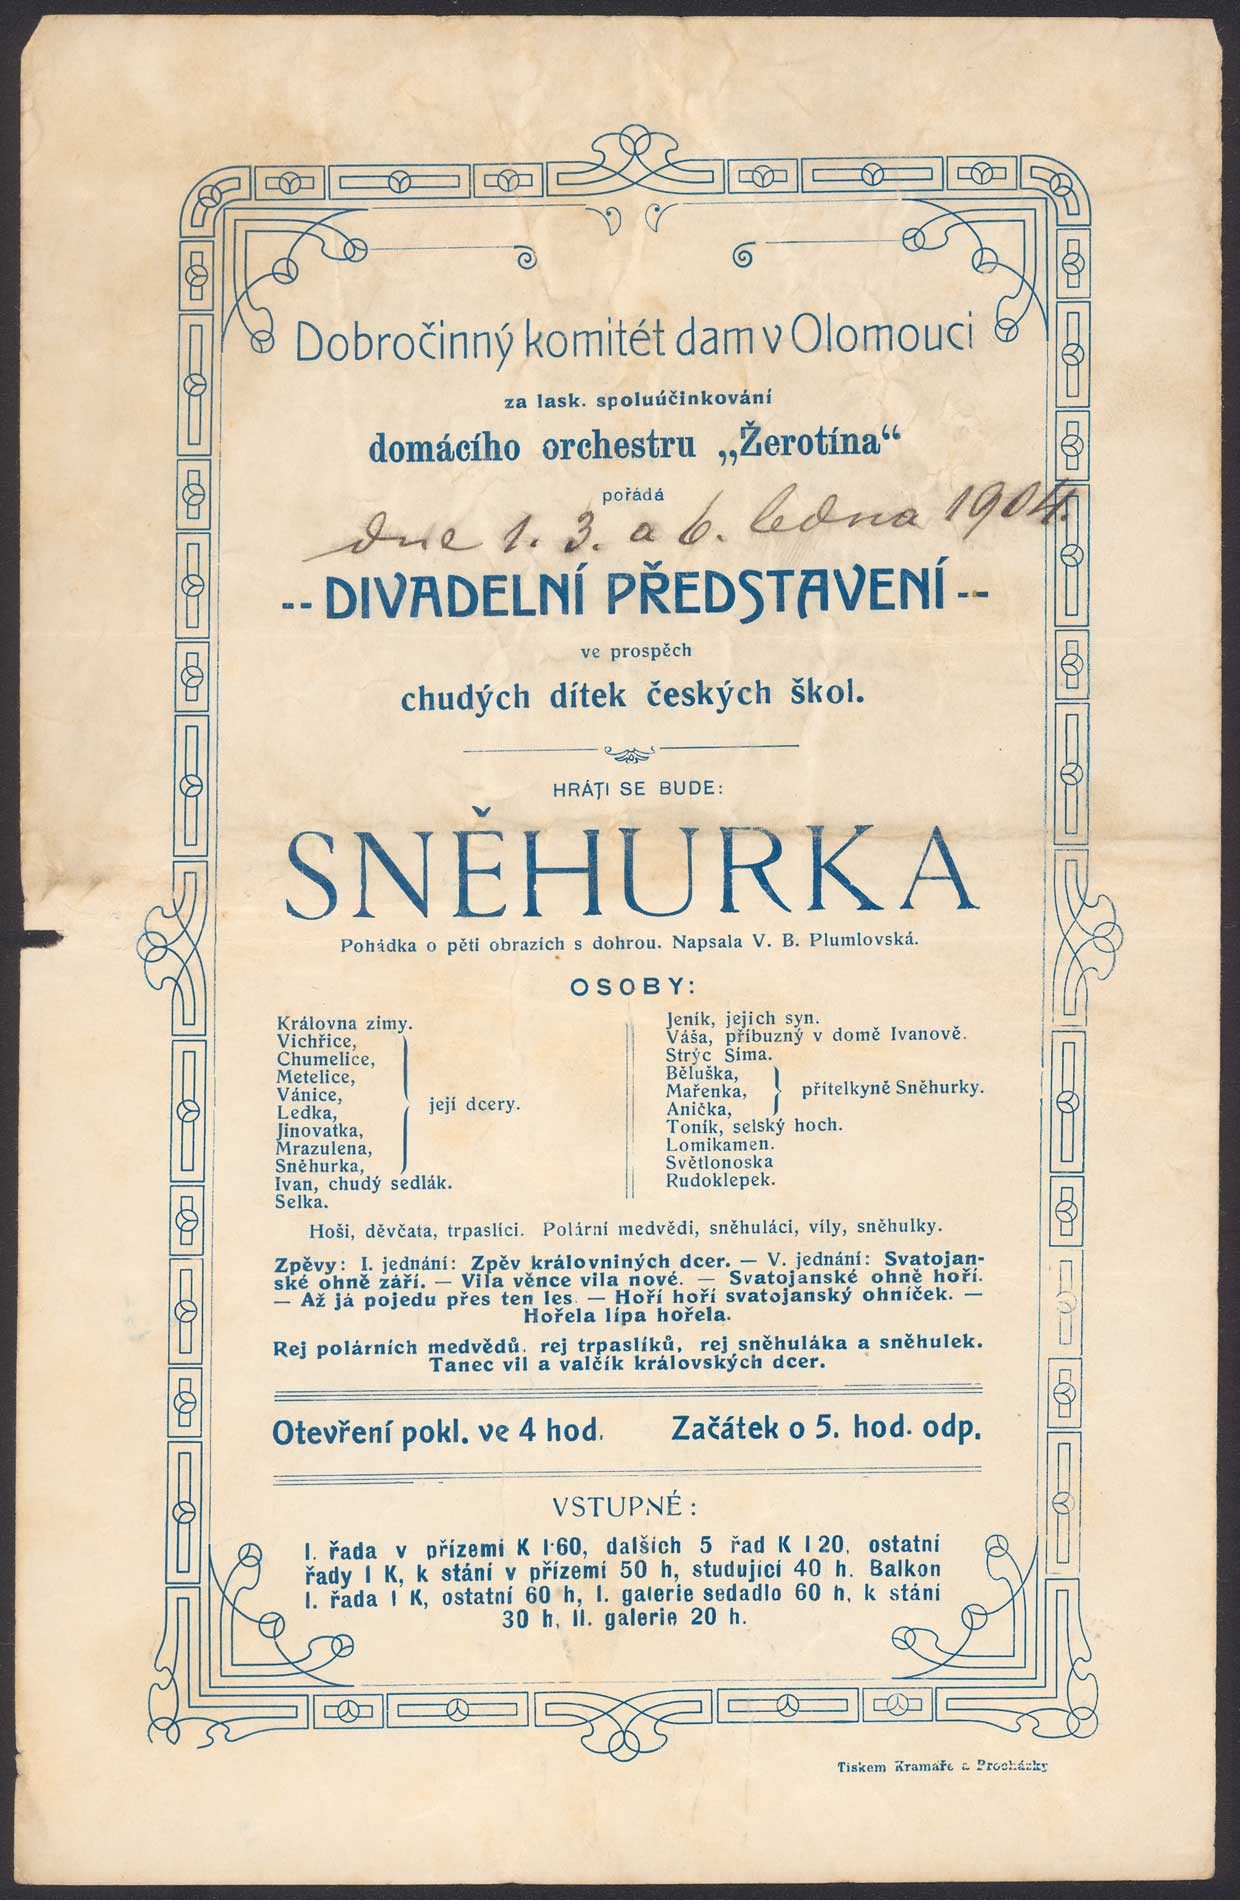 Dobročinný komitét dam v Olomouci
za lask. spoluúčinkování
domácího orchestru „Žerotína“
pořádá
dne 1. 3. a 6. ledna 1904.
-- DIVADELNÍ PŘEDSTAVENÍ --
ve prospěch
chudých dítek českých škol.
HRÁTI SE BUDE:
SNĚHURKA
Pohádka o pěti obrazích s dohrou. Napsala V. B. Plumlovská.
OSOBY:
Královna zimy.
Vichřice,
Chumelice,
Metelice,
Vánice,
Ledka,
Jinovatka,
Mrazulena,
Sněhurka,
její dcery.
Ivan, chudý sedlák.
Selka.
Jeník, jejich syn.
Váša, příbuzný v domě Ivanově.
Strýc Sima.
Běluška,
Mařenka,
Anička,
přítelkyně Sněhurky.
Toník, selský hoch.
Lomikamen.
Světlonoska
Rudoklepek.
Hoši, děvčata, trpaslíci. Polární medvědi, sněhuláci, víly, sněhulky.
Zpěvy: I. jednání: Zpěv královniných dcer. — V. jednání: Svatojan-
ské ohně září. — Vila věnce vila nové. — Svatojanské ohně hoří.
— Až já pojedu přes ten les. — Hoří hoří svatojanský ohníček. —
Hořela lípa hořela.
Rej polárních medvědů, rej trpaslíků, rej sněhuláka a sněhulek.
Tanec vil a valčík královských dcer.
Otevření pokl. ve 4 hod. Začátek o 5. hod. odp.
VSTUPNÉ:
I. řada v přízemí K 1·60, dalších 5 řad K 1 20, ostatní
řady 1 K, k stání v přízemí 50 h, studující 40 h. Balkon
I. řada 1 K, ostatní 60 h, I. galerie sedadlo 60 h, k stání
30 h, II. galerie 20 h.
Tiskem Kramáře a Procházky